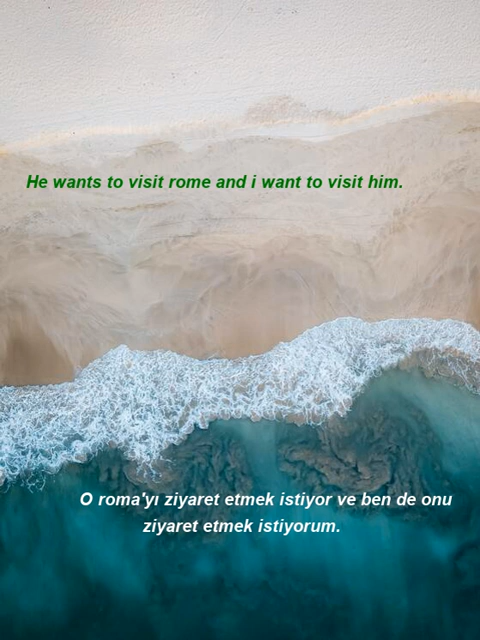 He wants to visit rome and i want to visit him.
O roma'yı ziyaret etmek istiyor ve ben de onu
ziyaret etmek istiyorum.